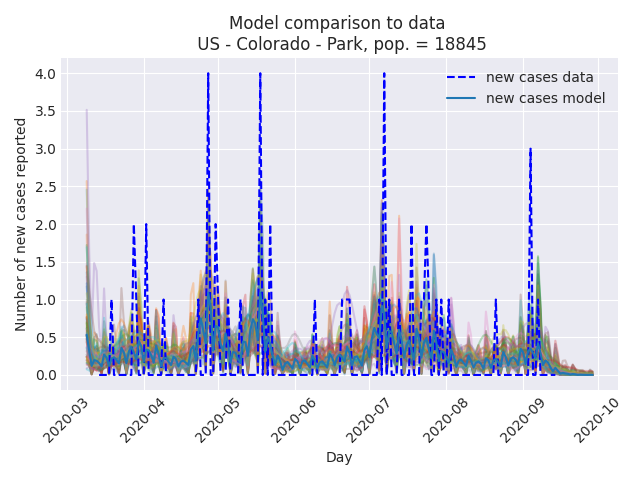 Model comparison to data
US - Colorado - Park, pop. = 18845
new cases data
new cases model
Number of new cases reported
4.0
3.5
3.0
2.5
2.0
1.5
1.0
0.5
0.0
2020-03
2020-04
2020-05
2020-06
2020-07
2020-08
2020-09
2020-10
Day